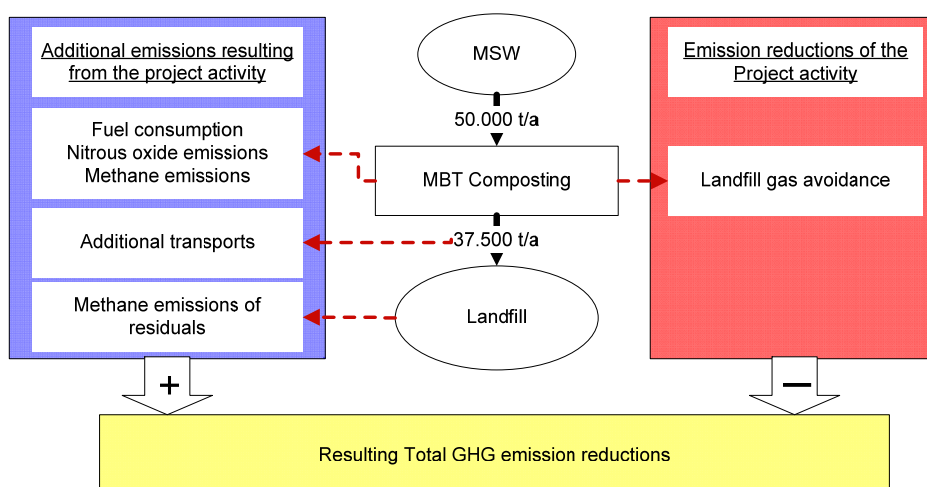 Additional emissions resulting
from the project activity
Fuel consumption
Nitrous oxide emissions
Methane emissions
Additional transports
Methane emissions of
residuals
+
MSW
50.000 t/a
MBT Composting
37.500 t/a
Landfill
Emission reductions of the
Project activity
Landfill gas avoidance
—
Resulting Total GHG emission reductions